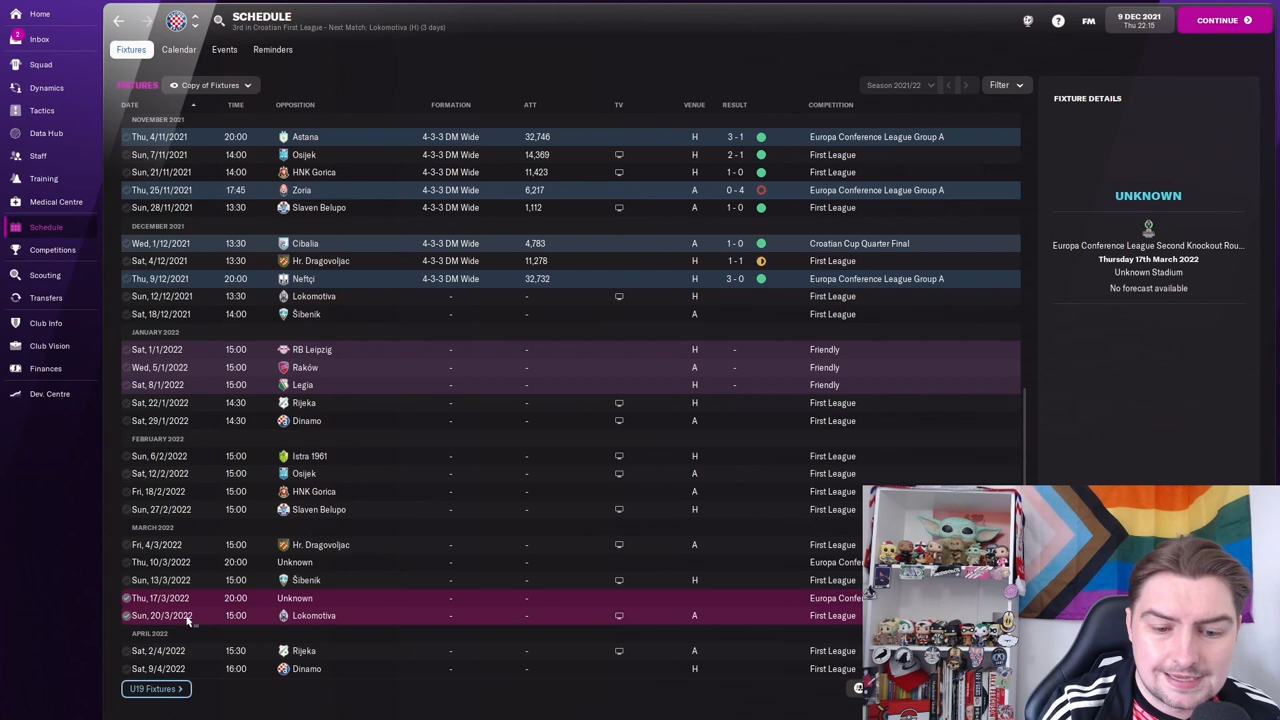 Home
SCHEDULE
3rd in Croatian First League - Next Match: Lokomotiva (H) (3 days)
FM
9 DEC 2021
Thu 22:15
CONTINUE
2
Inbox
Squad
Dynamics
Tactics
Data Hub
Staff
Training
Medical Centre
Schedule
Competitions
Scouting
Transfers
Club Info
Club Vision
Finances
Dev. Centre
Fixtures Calendar Events Reminders
FIXTURES Copy of Fixtures Season 2021/22 Filter
DATE TIME OPPOSITION FORMATION ATT TV VENUE RESULT COMPETITION
NOVEMBER 2021
Thu, 4/11/2021 20:00 Astana 4-3-3 DM Wide 32,746 H 3 - 1 Europa Conference League Group A
Sun, 7/11/2021 14:00 Osijek 4-3-3 DM Wide 14,369 H 2 - 1 First League
Sun, 21/11/2021 14:00 HNK Gorica 4-3-3 DM Wide 11,423 H 1 - 0 First League
Thu, 25/11/2021 17:45 Zoria 4-3-3 DM Wide 6,217 A 0 - 4 Europa Conference League Group A
Sun, 28/11/2021 13:30 Slaven Belupo 4-3-3 DM Wide 1,112 A 1 - 0 First League
DECEMBER 2021
Wed, 1/12/2021 13:30 Cibalia 4-3-3 DM Wide 4,783 A 1 - 0 Croatian Cup Quarter Final
Sat, 4/12/2021 13:30 Hr. Dragovoljac 4-3-3 DM Wide 11,278 H 1 - 1 First League
Thu, 9/12/2021 20:00 Neftçi 4-3-3 DM Wide 32,732 H 3 - 0 Europa Conference League Group A
Sun, 12/12/2021 13:30 Lokomotiva - - H First League
Sat, 18/12/2021 14:00 Šibenik - - A First League
JANUARY 2022
Sat, 1/1/2022 15:00 RB Leipzig - - H - Friendly
Wed, 5/1/2022 15:00 Raków - - A - Friendly
Sat, 8/1/2022 15:00 Legia - - H - Friendly
Sat, 22/1/2022 14:30 Rijeka - - H First League
Sat, 29/1/2022 14:30 Dinamo - - A First League
FEBRUARY 2022
Sun, 6/2/2022 15:00 Istra 1961 - - H First League
Sat, 12/2/2022 15:00 Osijek - - A First League
Fri, 18/2/2022 15:00 HNK Gorica - - A First League
Sun, 27/2/2022 15:00 Slaven Belupo - - H First League
MARCH 2022
Fri, 4/3/2022 15:00 Hr. Dragovoljac - - A First League
Thu, 10/3/2022 20:00 Unknown - - Europa Confe
Sun, 13/3/2022 15:00 Šibenik - - H First League
Thu, 17/3/2022 20:00 Unknown - - Europa Confe
Sun, 20/3/2022 15:00 Lokomotiva - - A First League
APRIL 2022
Sat, 2/4/2022 15:30 Rijeka - - A First League
Sat, 9/4/2022 16:00 Dinamo - - H First League
U19 Fixtures
FIXTURE DETAILS
UNKNOWN
Europa Conference League Second Knockout Rou...
Thursday 17th March 2022
Unknown Stadium
No forecast available